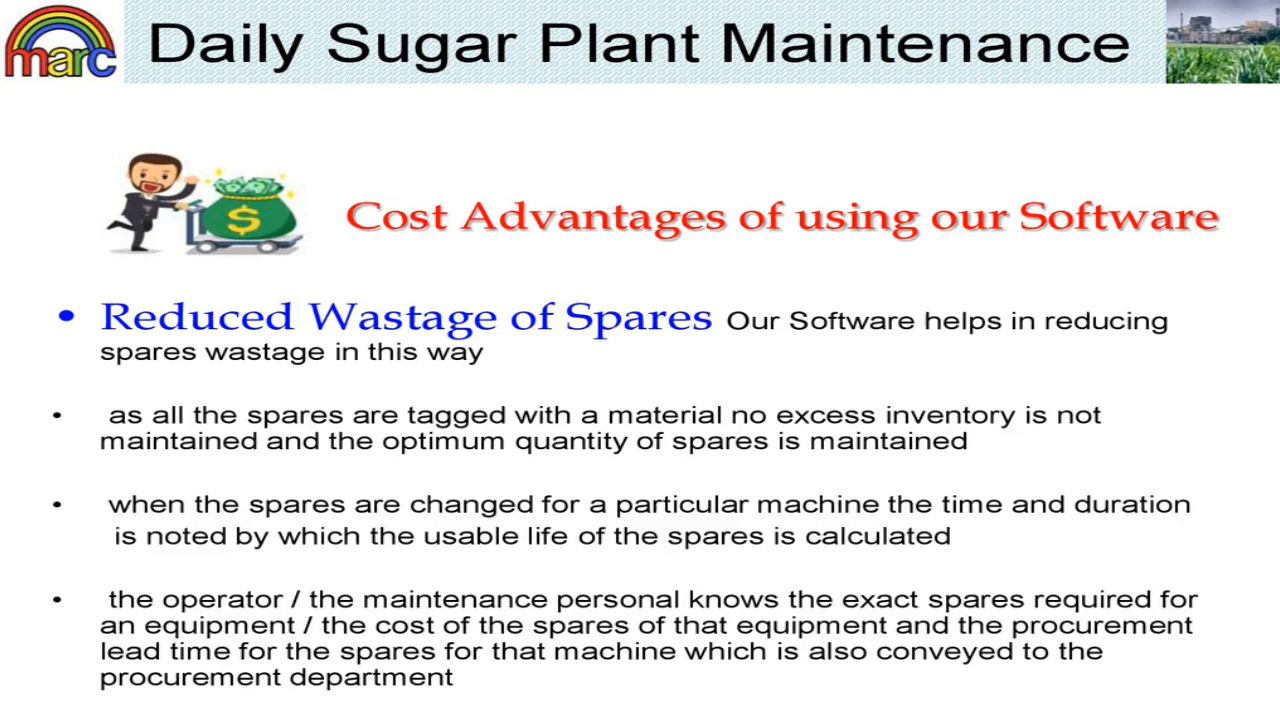 marc
Daily Sugar Plant Maintenance
$
Cost Advantages of using our Software
• Reduced Wastage of Spares Our Software helps in reducing
spares wastage in this way
• as all the spares are tagged with a material no excess inventory is not
maintained and the optimum quantity of spares is maintained
• when the spares are changed for a particular machine the time and duration
is noted by which the usable life of the spares is calculated
• the operator / the maintenance personal knows the exact spares required for
an equipment / the cost of the spares of that equipment and the procurement
lead time for the spares for that machine which is also conveyed to the
procurement department